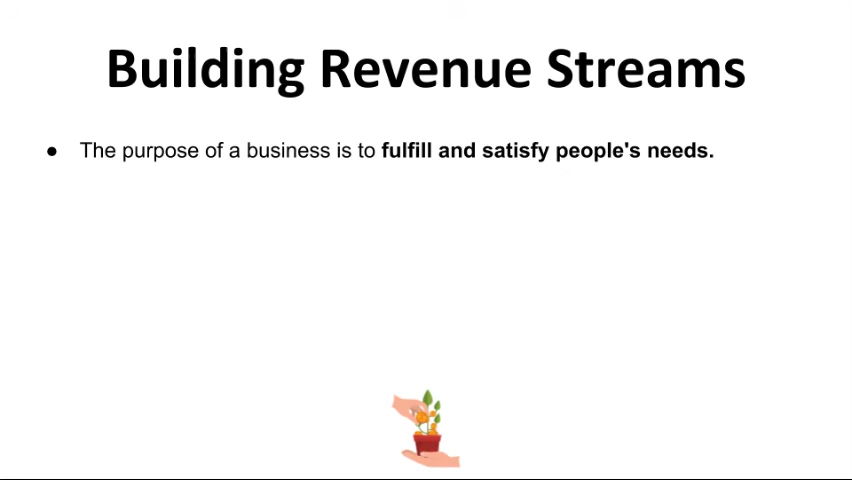 Building Revenue Streams
● The purpose of a business is to fulfill and satisfy people's needs.